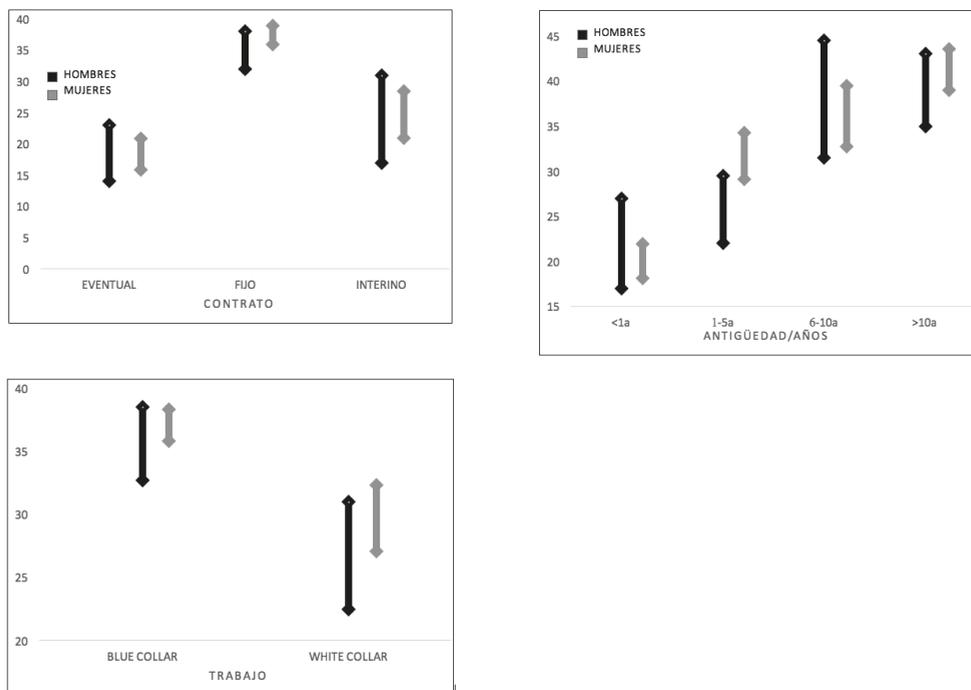 40
35
30
25
20
15
10
5
0
HOMBRES
MUJERES
EVENTUAL FIJO INTERINO
CONTRATO
45
40
35
30
25
20
15
HOMBRES
MUJERES
<1a 1-5a 6-10a >10a
ANTIGÜEDAD/AÑOS
40
35
30
25
20
BLUE COLLAR WHITE COLLAR
TRABAJO